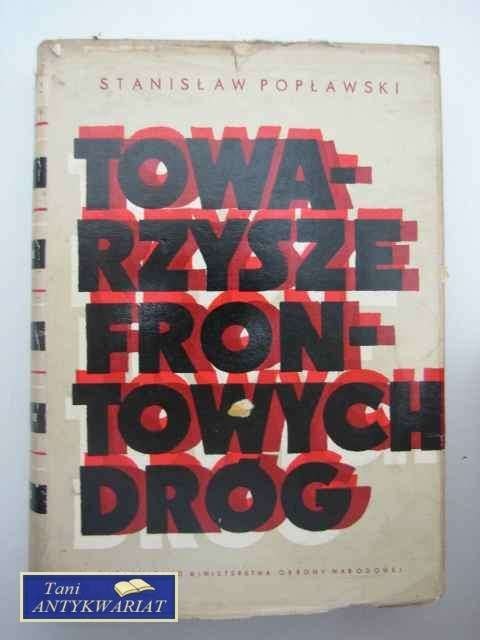 STANISŁAW POPŁAWSKI
TOWA-
RZYSZE
FRON-
TOWYCH
DRÓG
MINISTERSTWA OBRONY NARODOWEJ
Tani
ANTYKWARIAT